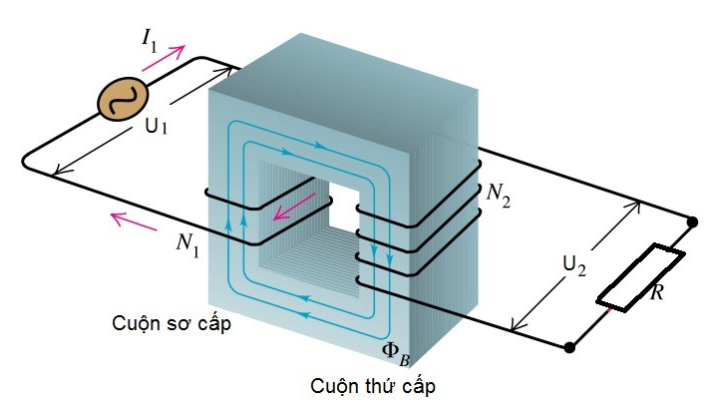 I1
U1
N2
N1
U2
R
Cuộn sơ cấp
ΦB
Cuộn thứ cấp